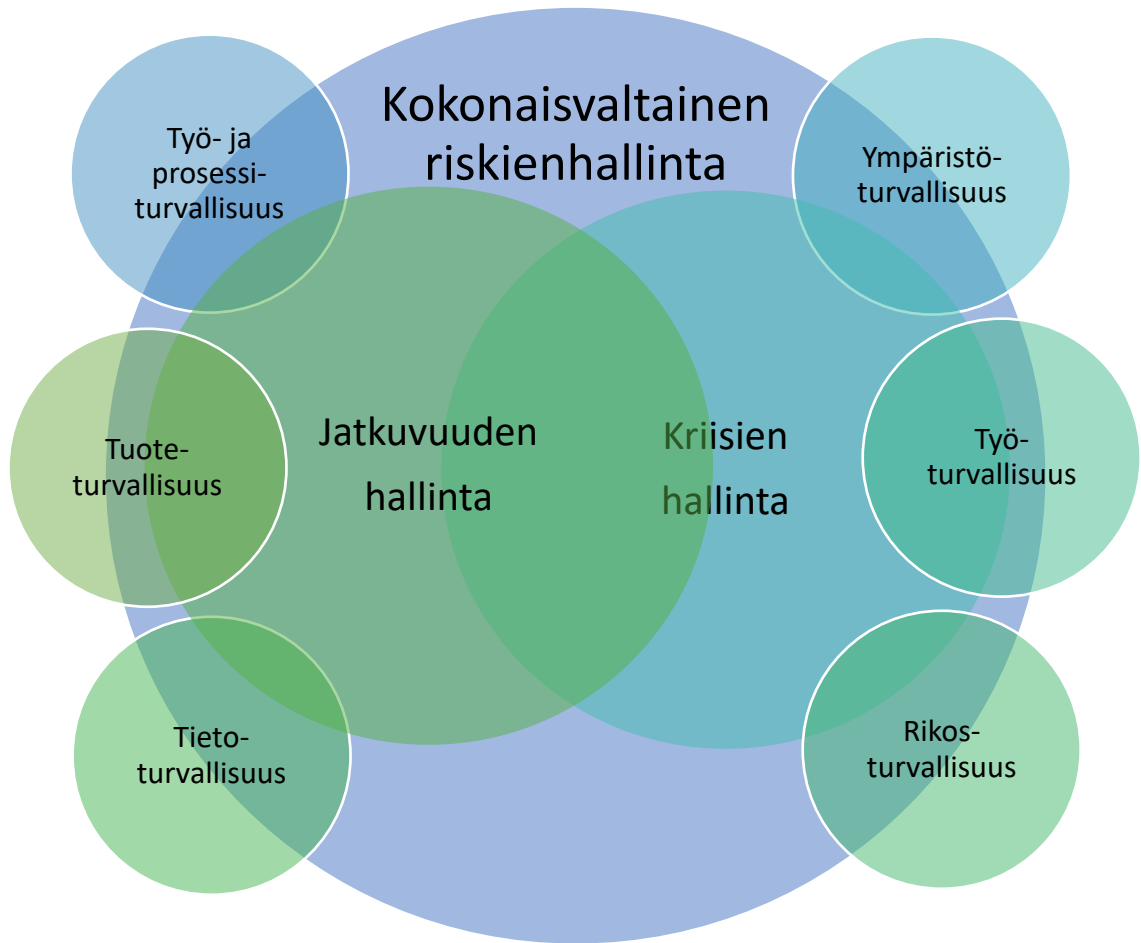 Kokonaisvaltainen
riskienhallinta
Työ- ja
prosessi-
turvallisuus
Ympäristö-
turvallisuus
Tuote-
turvallisuus
Jatkuvuuden
hallinta
Kriisien
hallinta
Työ-
turvallisuus
Tieto-
turvallisuus
Rikos-
turvallisuus